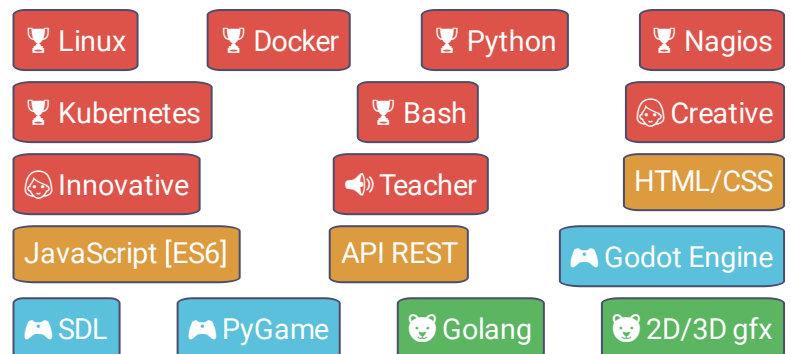 Linux Docker Python Nagios
Kubernetes Bash Creative
Innovative Teacher HTML/CSS
JavaScript [ES6] API REST Godot Engine
SDL PyGame Golang 2D/3D gfx